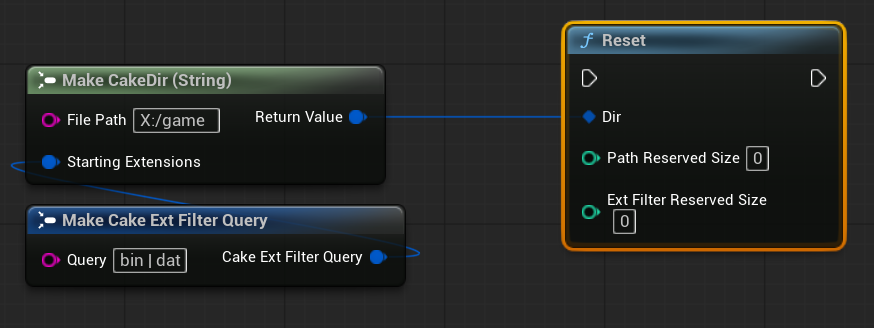 Make CakeDir (String)
File Path X:/game
Return Value
Starting Extensions
Make Cake Ext Filter Query
Query bin | dat
Cake Ext Filter Query
f Reset
Dir
Path Reserved Size 0
Ext Filter Reserved Size
0